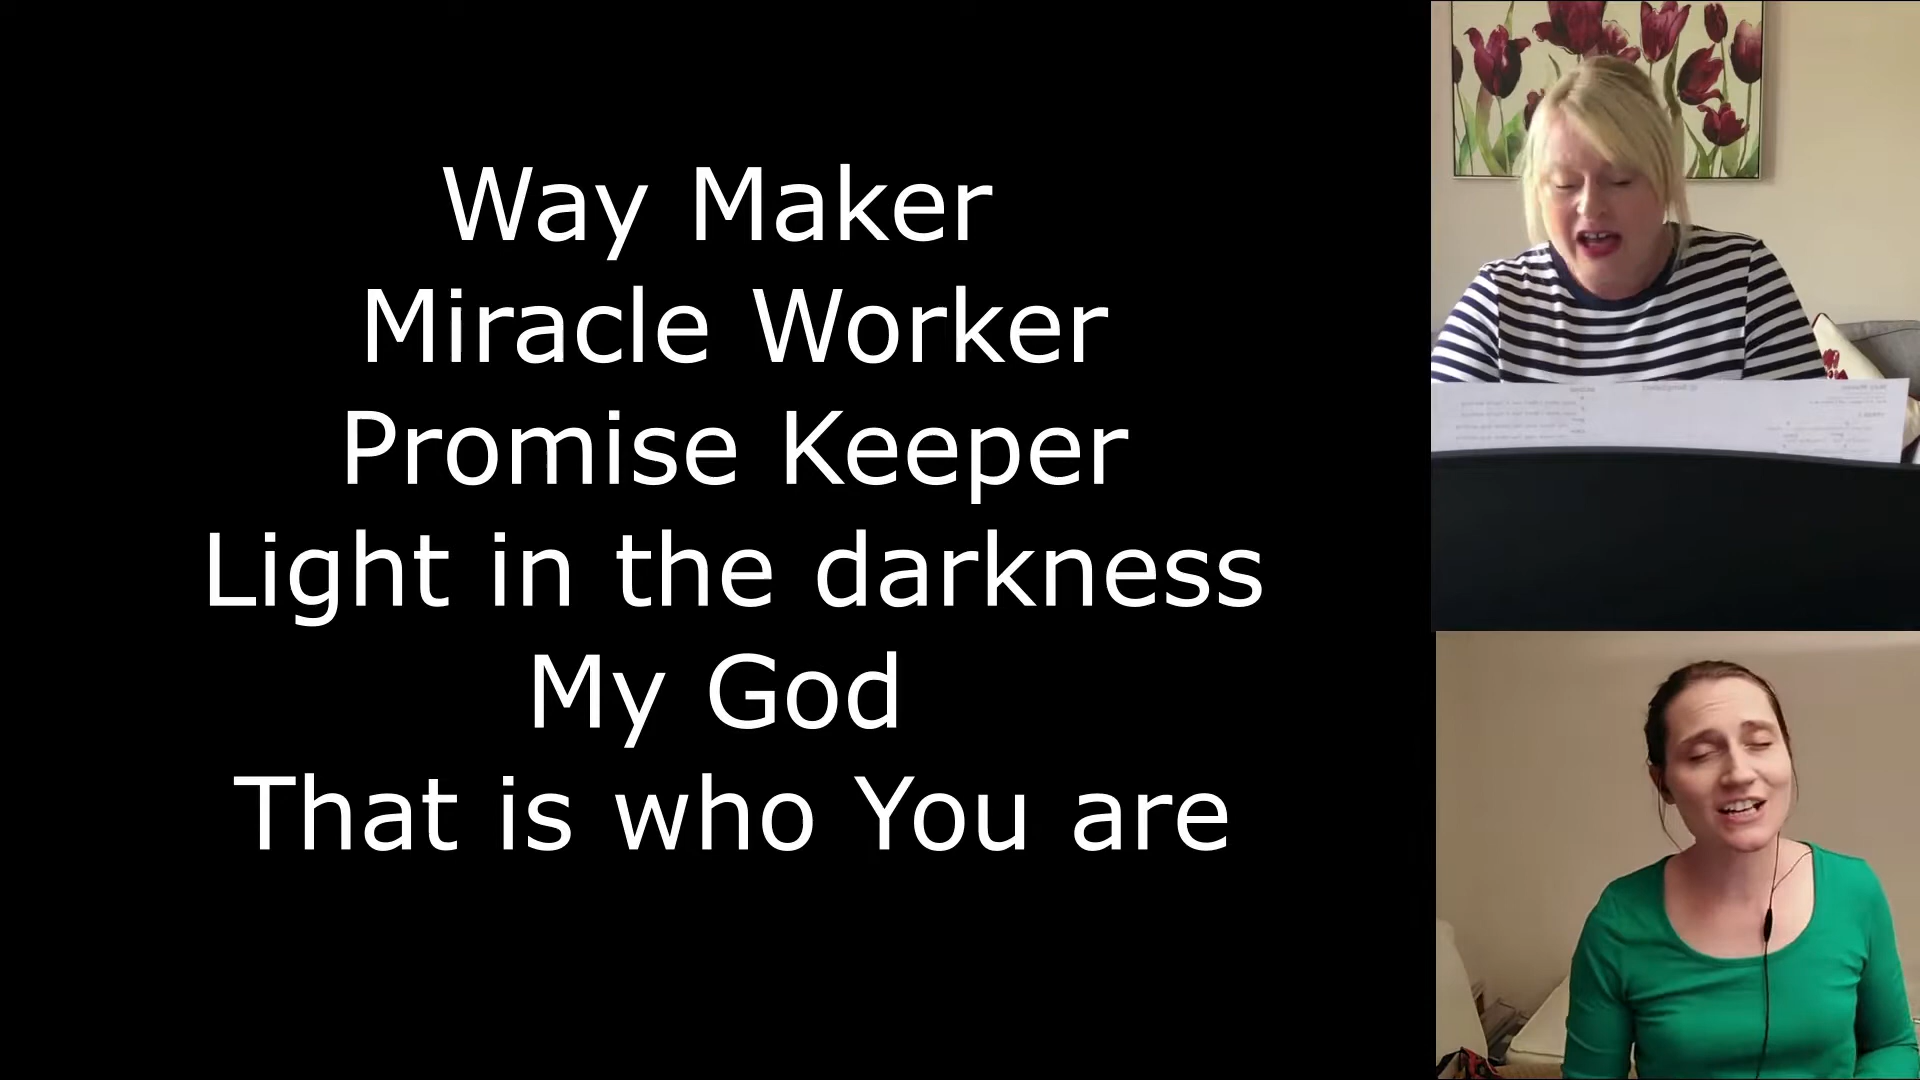 Way Maker
Miracle Worker
Promise Keeper
Light in the darkness
My God
That is who You are